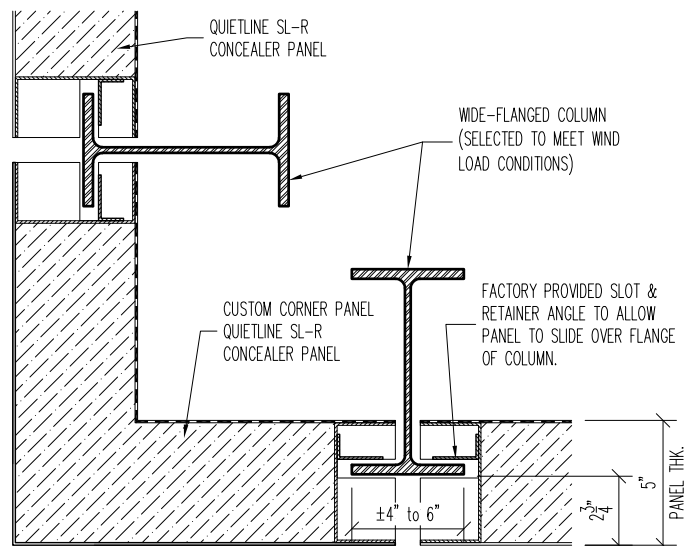 QUIETLINE SL-R
CONCEALER PANEL
WIDE-FLANGED COLUMN
(SELECTED TO MEET WIND
LOAD CONDITIONS)
CUSTOM CORNER PANEL
QUIETLINE SL-R
CONCEALER PANEL
FACTORY PROVIDED SLOT &
RETAINER ANGLE TO ALLOW
PANEL TO SLIDE OVER FLANGE
OF COLUMN.
±4" to 6"
2 3/4"
5"
PANEL THK.